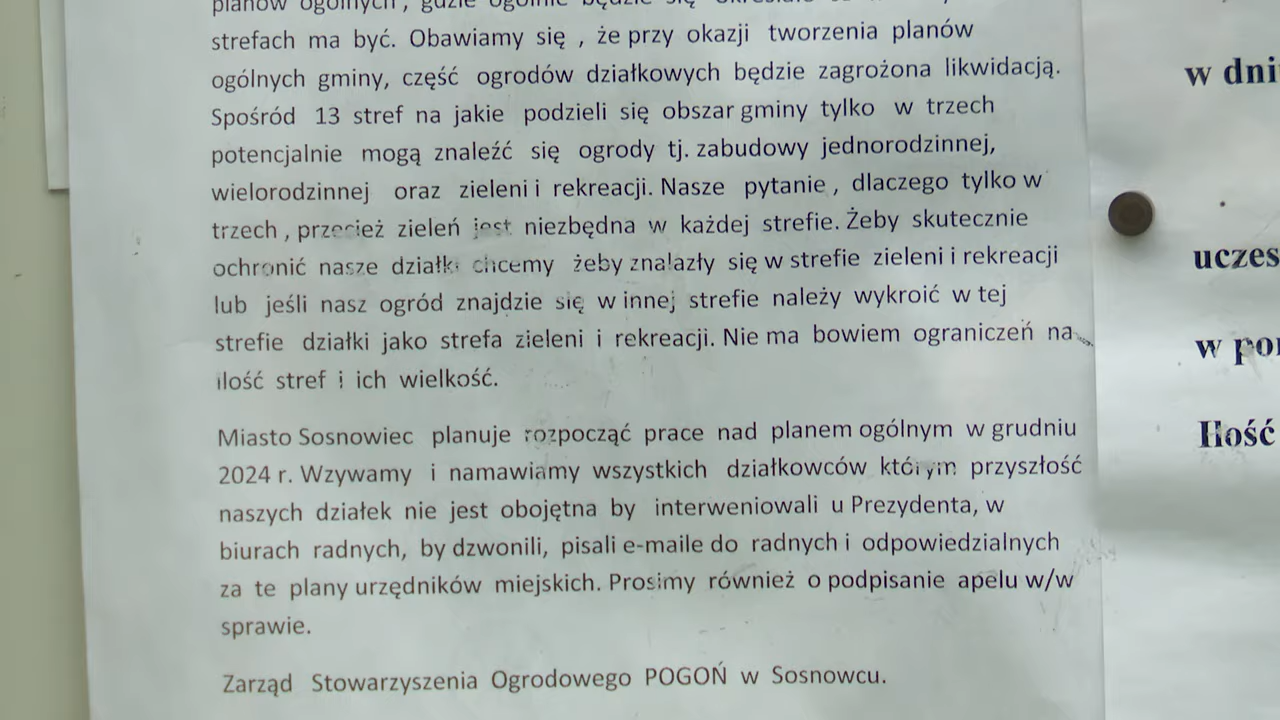 planów ogólnych, gdzie ogólnie będzie się
strefach ma być. Obawiamy się , że przy okazji tworzenia planów
ogólnych gminy, część ogrodów działkowych będzie zagrożona likwidacją.
Spośród 13 stref na jakie podzieli się obszar gminy tylko w trzech
potencjalnie mogą znaleźć się ogrody tj. zabudowy jednorodzinnej,
wielorodzinnej oraz zieleni i rekreacji. Nasze pytanie , dlaczego tylko w
trzech , przecież zieleń jest niezbędna w każdej strefie. Żeby skutecznie
ochronić nasze działki chcemy żeby znalazły się w strefie zieleni i rekreacji
lub jeśli nasz ogród znajdzie się w innej strefie należy wykroić w tej
strefie działki jako strefa zieleni i rekreacji. Nie ma bowiem ograniczeń na
ilość stref i ich wielkość.
Miasto Sosnowiec planuje rozpocząć prace nad planem ogólnym w grudniu
2024 r. Wzywamy i namawiamy wszystkich działkowców którym przyszłość
naszych działek nie jest obojętna by interweniowali u Prezydenta, w
biurach radnych, by dzwonili, pisali e-maile do radnych i odpowiedzialnych
za te plany urzędników miejskich. Prosimy również o podpisanie apelu w/w
sprawie.
Zarząd Stowarzyszenia Ogrodowego POGOŃ w Sosnowcu.
w dni
uczes
w po
Ilość